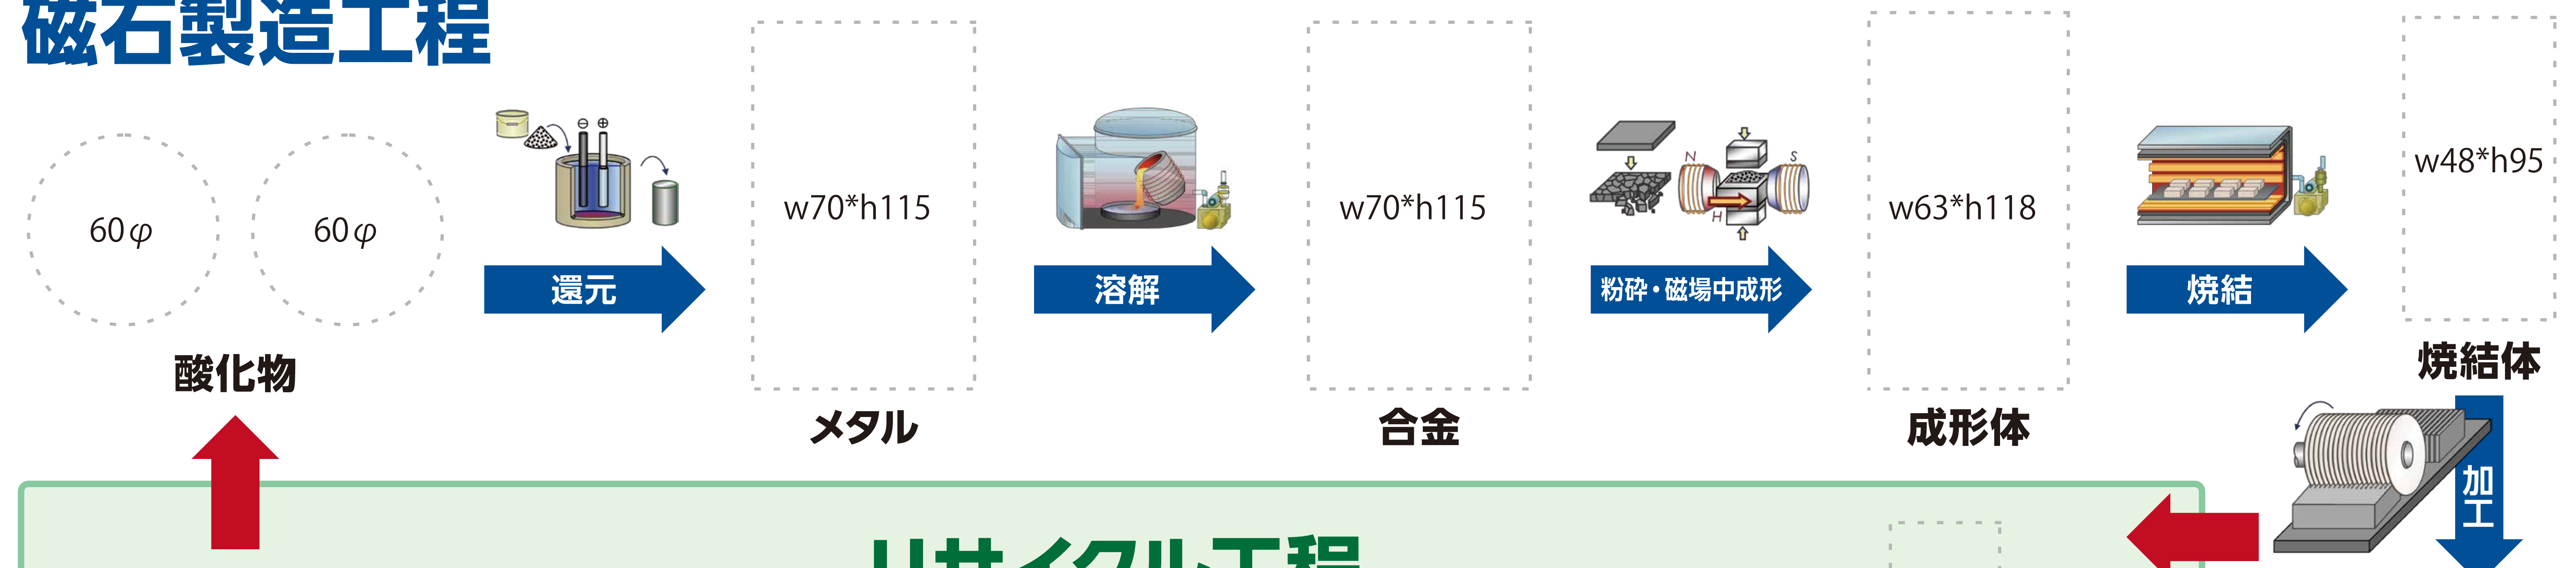 磁石製造工程
60φ
60φ
酸化物
⊖ ⊕
還元
w70*h115
メタル
溶解
w70*h115
合金
N
S
H
粉砕・磁場中成形
w63*h118
成形体
焼結
w48*h95
焼結体
加工
リサイクル工程